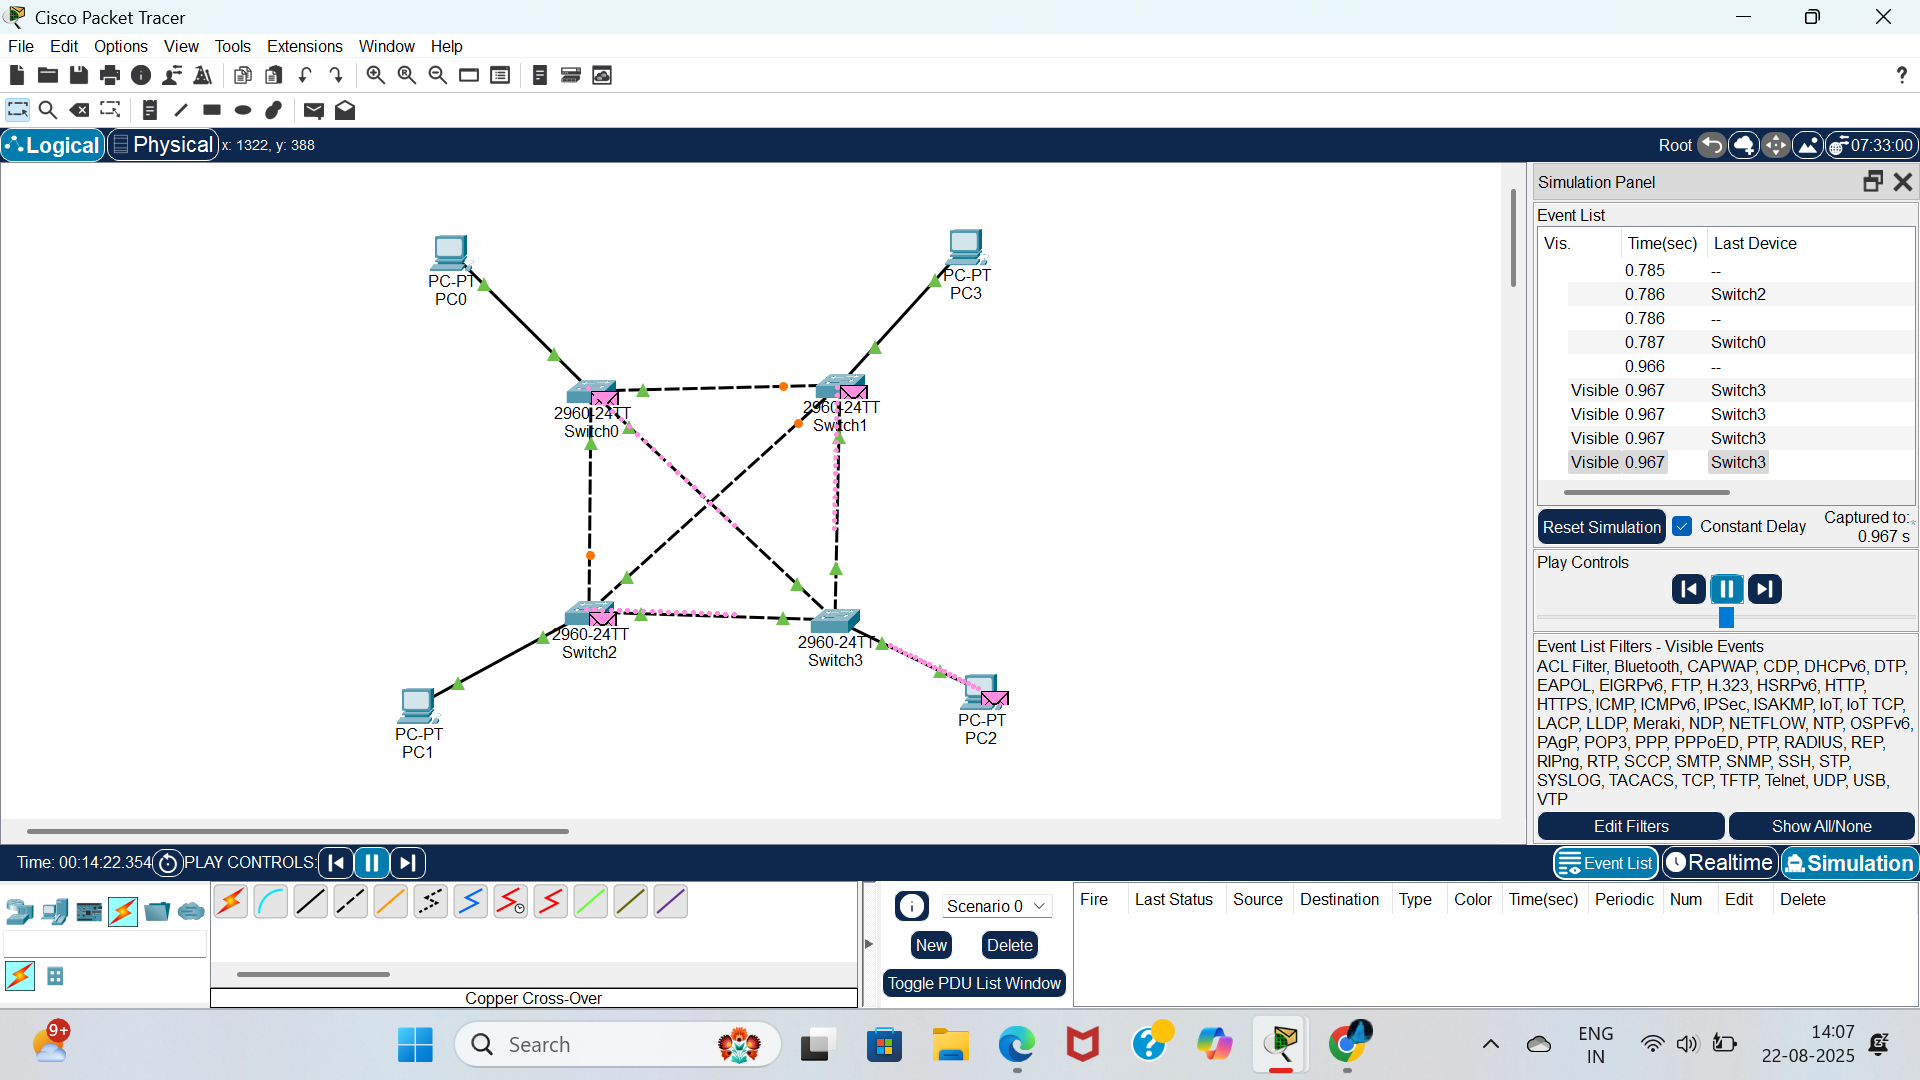 Cisco Packet Tracer
File Edit Options View Tools Extensions Window Help
?
Logical Physical x: 1322, y: 388 Root 07:33:00
PC-PT
PC0
PC-PT
PC3
2960-24TT
Switch0
2960-24TT
Switch1
2960-24TT
Switch2
2960-24TT
Switch3
PC-PT
PC1
PC-PT
PC2
Simulation Panel
Event List
Vis. Time(sec) Last Device
0.785 --
0.786 Switch2
0.786 --
0.787 Switch0
0.966 --
Visible 0.967 Switch3
Visible 0.967 Switch3
Visible 0.967 Switch3
Visible 0.967 Switch3
Reset Simulation Constant Delay Captured to:*
0.967 s
Play Controls
Event List Filters - Visible Events
ACL Filter, Bluetooth, CAPWAP, CDP, DHCPv6, DTP,
EAPOL, EIGRPv6, FTP, H.323, HSRPv6, HTTP,
HTTPS, ICMP, ICMPv6, IPSec, ISAKMP, IoT, IoT TCP,
LACP, LLDP, Meraki, NDP, NETFLOW, NTP, OSPFv6,
PAgP, POP3, PPP, PPPoED, PTP, RADIUS, REP,
RIPng, RTP, SCCP, SMTP, SNMP, SSH, STP,
SYSLOG, TACACS, TCP, TFTP, Telnet, UDP, USB,
VTP
Edit Filters Show All/None
Time: 00:14:22.354 PLAY CONTROLS: Event List Realtime Simulation
Scenario 0
New Delete
Toggle PDU List Window
Fire Last Status Source Destination Type Color Time(sec) Periodic Num Edit Delete
Copper Cross-Over
9+
Search
ENG
IN
14:07
22-08-2025